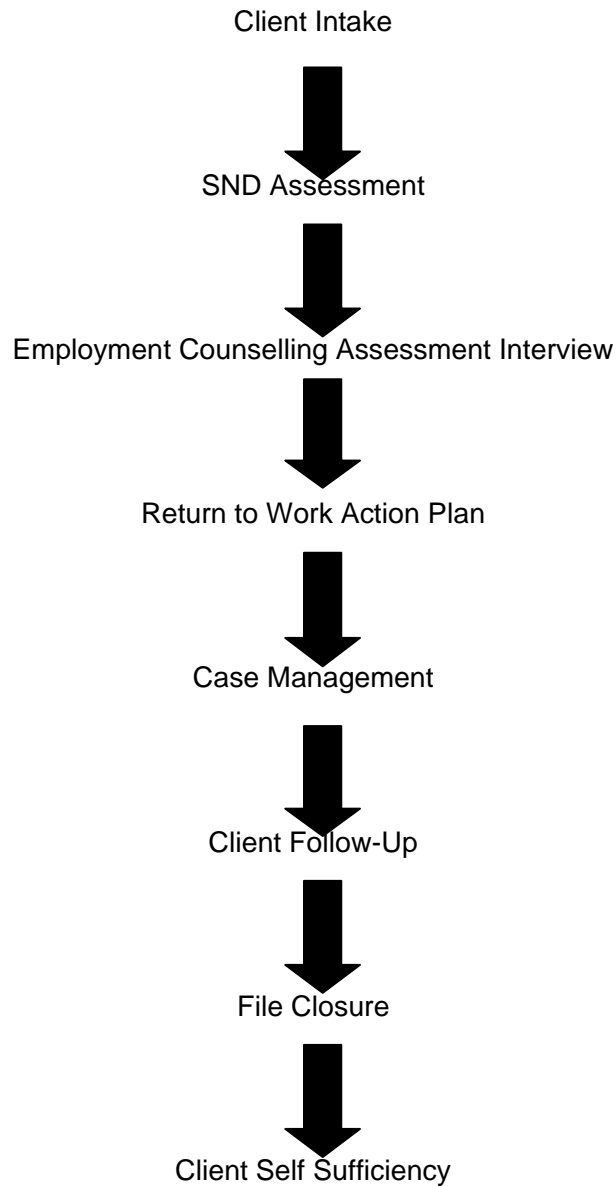 Client Intake
SND Assessment
Employment Counselling Assessment Interview
Return to Work Action Plan
Case Management
Client Follow-Up
File Closure
Client Self Sufficiency